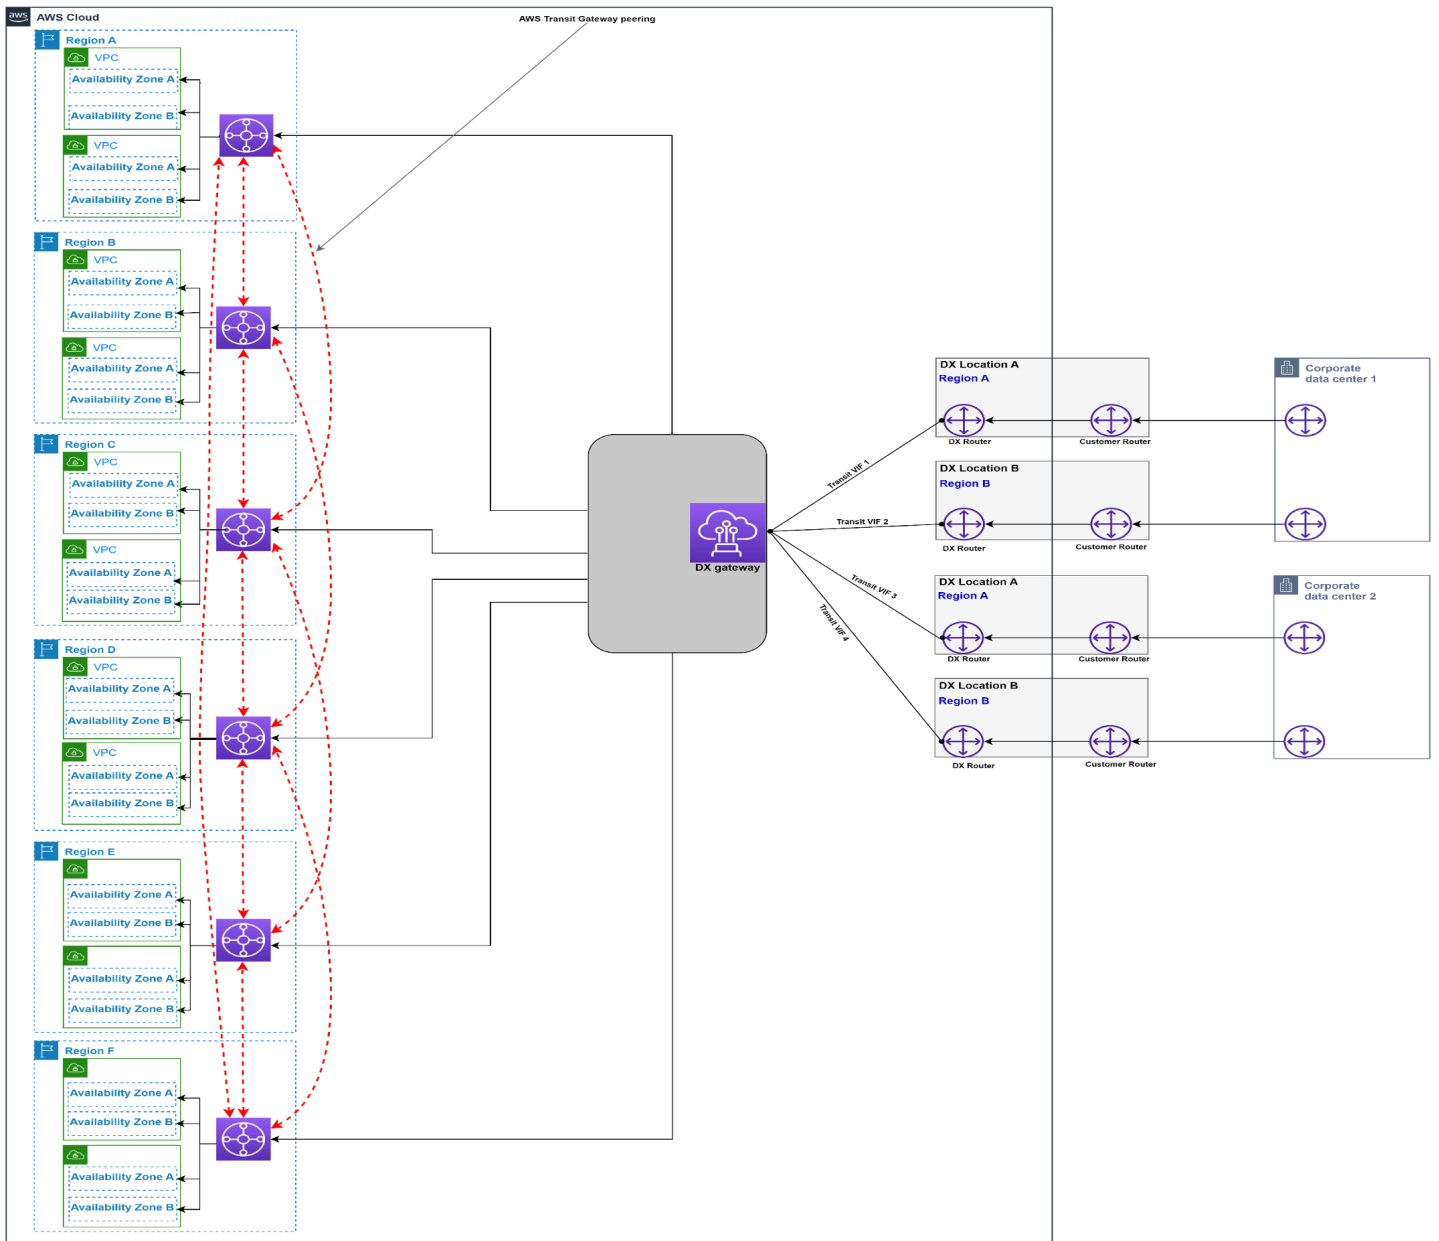 aws
AWS Cloud
AWS Transit Gateway peering
Region A
VPC
Availability Zone A
Availability Zone B
VPC
Availability Zone A
Availability Zone B
Region B
VPC
Availability Zone A
Availability Zone B
VPC
Availability Zone A
Availability Zone B
Region C
VPC
Availability Zone A
Availability Zone B
VPC
Availability Zone A
Availability Zone B
Region D
VPC
Availability Zone A
Availability Zone B
VPC
Availability Zone A
Availability Zone B
Region E
Availability Zone A
Availability Zone B
Availability Zone A
Availability Zone B
Region F
Availability Zone A
Availability Zone B
Availability Zone A
Availability Zone B
DX gateway
Transit VIF 1
Transit VIF 2
Transit VIF 3
Transit VIF 4
DX Location A
Region A
DX Router
Customer Router
DX Location B
Region B
DX Router
Customer Router
DX Location A
Region A
DX Router
Customer Router
DX Location B
Region B
DX Router
Customer Router
Corporate
data center 1
Corporate
data center 2